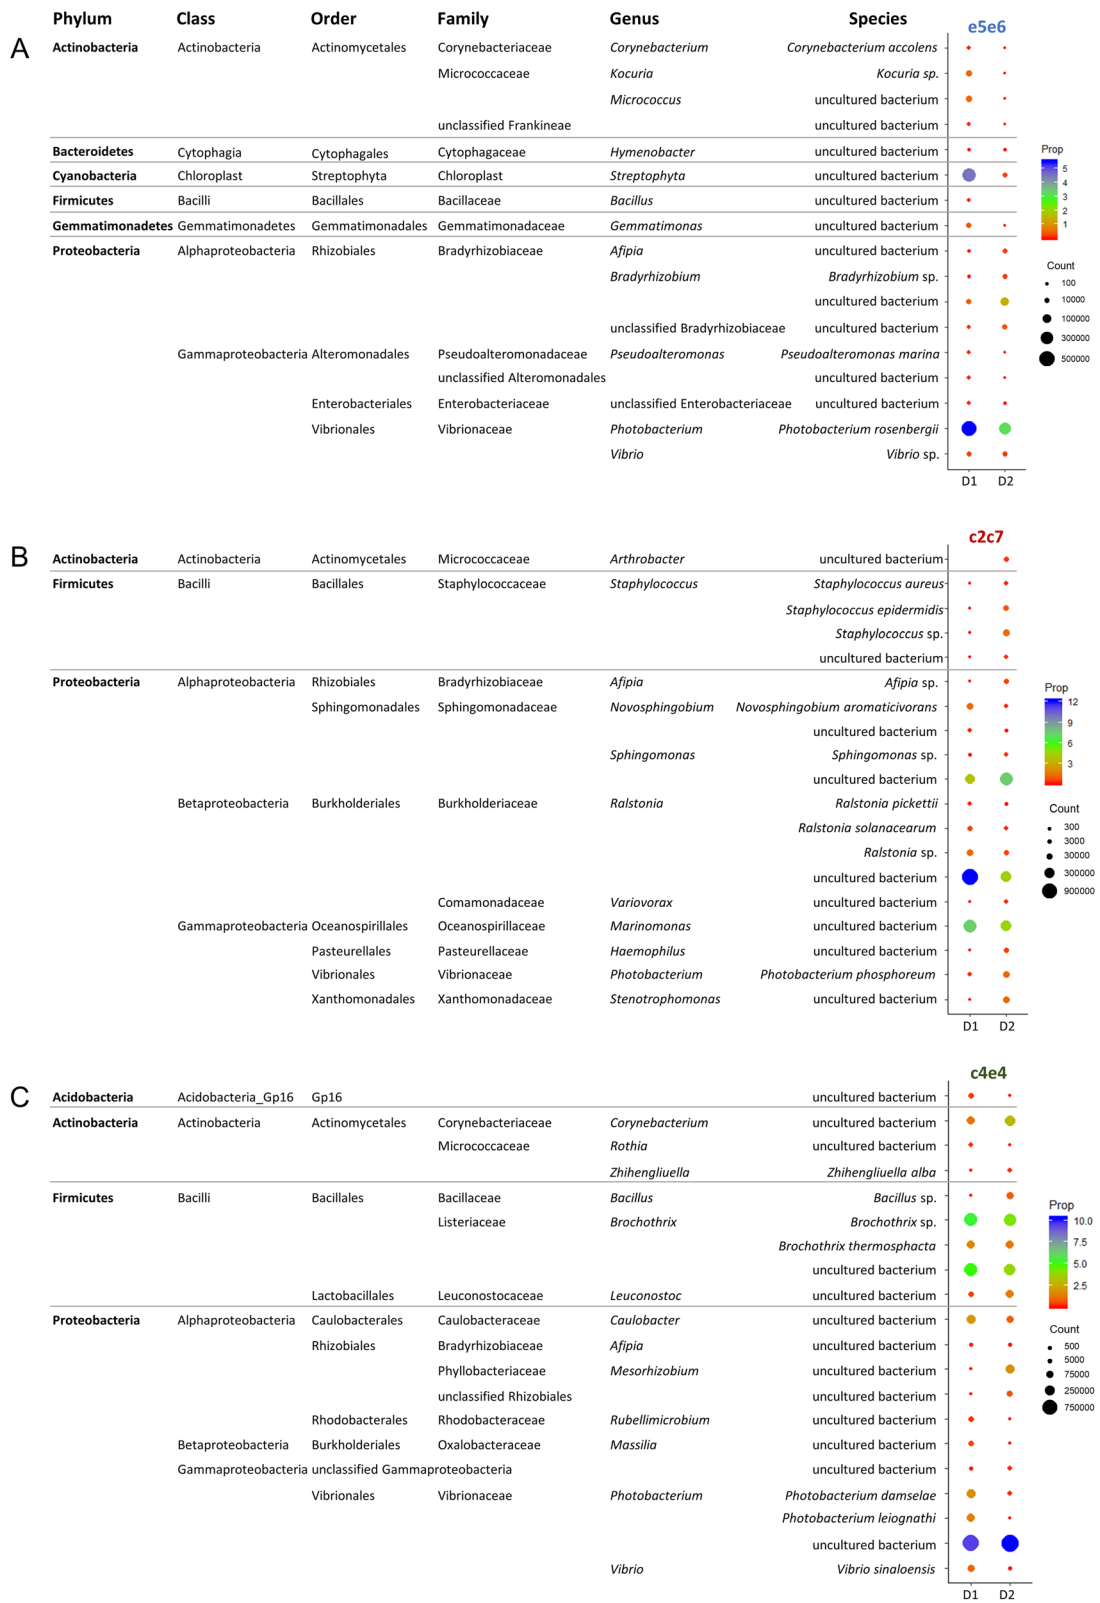 Phylum Class Order Family Genus Species
A e5e6
Actinobacteria Actinobacteria Actinomycetales Corynebacteriaceae Corynebacterium Corynebacterium accolens
Micrococcaceae Kocuria Kocuria sp.
Micrococcus uncultured bacterium
unclassified Frankineae uncultured bacterium
Bacteroidetes Cytophagia Cytophagales Cytophagaceae Hymenobacter uncultured bacterium
Cyanobacteria Chloroplast Streptophyta Chloroplast Streptophyta uncultured bacterium
Firmicutes Bacilli Bacillales Bacillaceae Bacillus uncultured bacterium
Gemmatimonadetes Gemmatimonadetes Gemmatimonadales Gemmatimonadaceae Gemmatimonas uncultured bacterium
Proteobacteria Alphaproteobacteria Rhizobiales Bradyrhizobiaceae Afipia uncultured bacterium
Bradyrhizobium Bradyrhizobium sp.
uncultured bacterium
unclassified Bradyrhizobiaceae uncultured bacterium
Gammaproteobacteria Alteromonadales Pseudoalteromonadaceae Pseudoalteromonas Pseudoalteromonas marina
unclassified Alteromonadales uncultured bacterium
Enterobacteriales Enterobacteriaceae unclassified Enterobacteriaceae uncultured bacterium
Vibrionales Vibrionaceae Photobacterium Photobacterium rosenbergii
Vibrio Vibrio sp.
D1 D2
Prop
5
4
3
2
1
Count
100
10000
100000
300000
500000
B c2c7
Actinobacteria Actinobacteria Actinomycetales Micrococcaceae Arthrobacter uncultured bacterium
Firmicutes Bacilli Bacillales Staphylococcaceae Staphylococcus Staphylococcus aureus
Staphylococcus epidermidis
Staphylococcus sp.
uncultured bacterium
Proteobacteria Alphaproteobacteria Rhizobiales Bradyrhizobiaceae Afipia Afipia sp.
Sphingomonadales Sphingomonadaceae Novosphingobium Novosphingobium aromaticivorans
uncultured bacterium
Sphingomonas Sphingomonas sp.
uncultured bacterium
Betaproteobacteria Burkholderiales Burkholderiaceae Ralstonia Ralstonia pickettii
Ralstonia solanacearum
Ralstonia sp.
uncultured bacterium
Comamonadaceae Variovorax uncultured bacterium
Gammaproteobacteria Oceanospirillales Oceanospirillaceae Marinomonas uncultured bacterium
Pasteurellales Pasteurellaceae Haemophilus uncultured bacterium
Vibrionales Vibrionaceae Photobacterium Photobacterium phosphoreum
Xanthomonadales Xanthomonadaceae Stenotrophomonas uncultured bacterium
D1 D2
Prop
12
9
6
3
Count
300
3000
30000
300000
900000
C c4e4
Acidobacteria Acidobacteria_Gp16 Gp16 uncultured bacterium
Actinobacteria Actinobacteria Actinomycetales Corynebacteriaceae Corynebacterium uncultured bacterium
Micrococcaceae Rothia uncultured bacterium
Zhihengliuella Zhihengliuella alba
Firmicutes Bacilli Bacillales Bacillaceae Bacillus Bacillus sp.
Listeriaceae Brochothrix Brochothrix sp.
Brochothrix thermosphacta
uncultured bacterium
Lactobacillales Leuconostocaceae Leuconostoc uncultured bacterium
Proteobacteria Alphaproteobacteria Caulobacterales Caulobacteraceae Caulobacter uncultured bacterium
Rhizobiales Bradyrhizobiaceae Afipia uncultured bacterium
Phyllobacteriaceae Mesorhizobium uncultured bacterium
unclassified Rhizobiales uncultured bacterium
Rhodobacterales Rhodobacteraceae Rubellimicrobium uncultured bacterium
Betaproteobacteria Burkholderiales Oxalobacteraceae Massilia uncultured bacterium
Gammaproteobacteria unclassified Gammaproteobacteria uncultured bacterium
Vibrionales Vibrionaceae Photobacterium Photobacterium damselae
Photobacterium leiognathi
uncultured bacterium
Vibrio Vibrio sinaloensis
D1 D2
Prop
10.0
7.5
5.0
2.5
Count
500
5000
75000
250000
750000